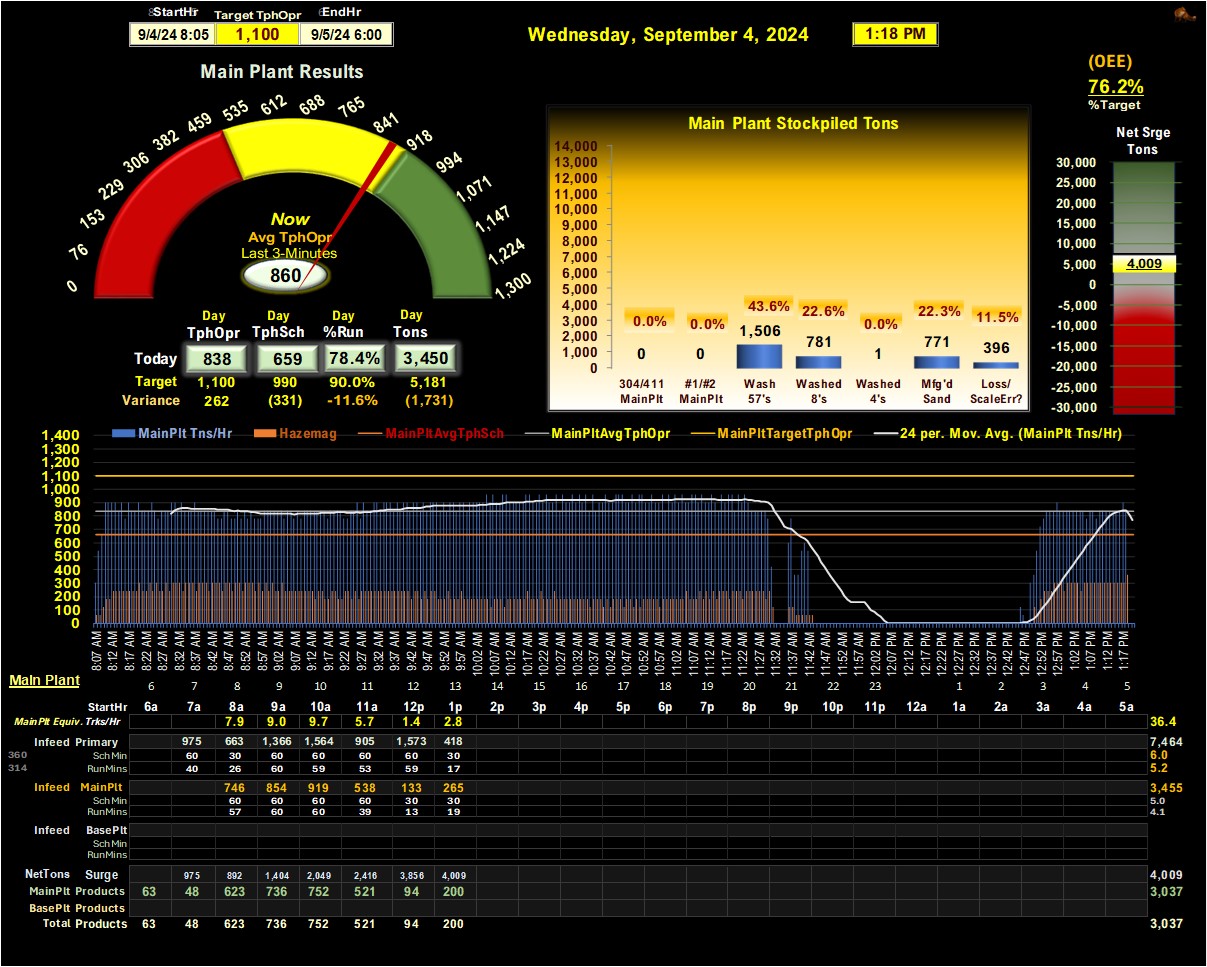 StartHr Target TphOpr EndHr
9/4/24 8:05 1,100 9/5/24 6:00
Wednesday, September 4, 2024 1:18 PM
(OEE)
76.2%
%Target
Main Plant Results
0 76 153 229 306 382 459 535 612 688 765 841 918 994 1,071 1,147 1,224 1,300
Now
Avg TphOpr
Last 3-Minutes
860
Day Day Day Day
TphOpr TphSch %Run Tons
Today 838 659 78.4% 3,450
Target 1,100 990 90.0% 5,181
Variance 262 (331) -11.6% (1,731)
Main Plant Stockpiled Tons
14,000
13,000
12,000
11,000
10,000
9,000
8,000
7,000
6,000
5,000
4,000
3,000
2,000
1,000
0
0.0% 0.0% 43.6% 22.6% 0.0% 22.3% 11.5%
0 0 1,506 781 1 771 396
304/411 #1/#2 Wash Washed Washed Mfg'd Loss/
MainPlt MainPlt 57's 8's 4's Sand ScaleErr?
Net Srge
Tons
30,000
25,000
20,000
15,000
10,000
5,000
0
-5,000
-10,000
-15,000
-20,000
-25,000
-30,000
4,009
MainPlt Tns/Hr Hazemag MainPltAvgTphSch MainPltAvgTphOpr MainPltTargetTphOpr 24 per. Mov. Avg. (MainPlt Tns/Hr)
1,400
1,300
1,200
1,100
1,000
900
800
700
600
500
400
300
200
100
0
8:07 AM 8:12 AM 8:17 AM 8:22 AM 8:27 AM 8:32 AM 8:37 AM 8:42 AM 8:47 AM 8:52 AM 8:57 AM 9:02 AM 9:07 AM 9:12 AM 9:17 AM 9:22 AM 9:27 AM 9:32 AM 9:37 AM 9:42 AM 9:47 AM 9:52 AM 9:57 AM 10:02 AM 10:07 AM 10:12 AM 10:17 AM 10:22 AM 10:27 AM 10:32 AM 10:37 AM 10:42 AM 10:47 AM 10:52 AM 10:57 AM 11:02 AM 11:07 AM 11:12 AM 11:17 AM 11:22 AM 11:27 AM 11:32 AM 11:37 AM 11:42 AM 11:47 AM 11:52 AM 11:57 AM 12:02 PM 12:07 PM 12:12 PM 12:17 PM 12:22 PM 12:27 PM 12:32 PM 12:37 PM 12:42 PM 12:47 PM 12:52 PM 12:57 PM 1:02 PM 1:07 PM 1:12 PM 1:17 PM
Main Plant 6 7 8 9 10 11 12 13 14 15 16 17 18 19 20 21 22 23 1 2 3 4 5
StartHr 6a 7a 8a 9a 10a 11a 12p 1p 2p 3p 4p 5p 6p 7p 8p 9p 10p 11p 12a 1a 2a 3a 4a 5a
MainPlt Equiv. Trks/Hr 7.9 9.0 9.7 5.7 1.4 2.8 36.4
Infeed Primary 975 663 1,366 1,564 905 1,573 418 7,464
360 SchMin 60 30 60 60 60 60 30 6.0
314 RunMins 40 26 60 59 53 59 17 5.2
Infeed MainPlt 746 854 919 538 133 265 3,455
SchMin 60 60 60 60 30 30 5.0
RunMins 57 60 60 39 13 19 4.1
Infeed BasePlt
SchMin
RunMins
NetTons Surge 975 892 1,404 2,049 2,416 3,856 4,009 4,009
MainPlt Products 63 48 623 736 752 521 94 200 3,037
BasePlt Products
Total Products 63 48 623 736 752 521 94 200 3,037